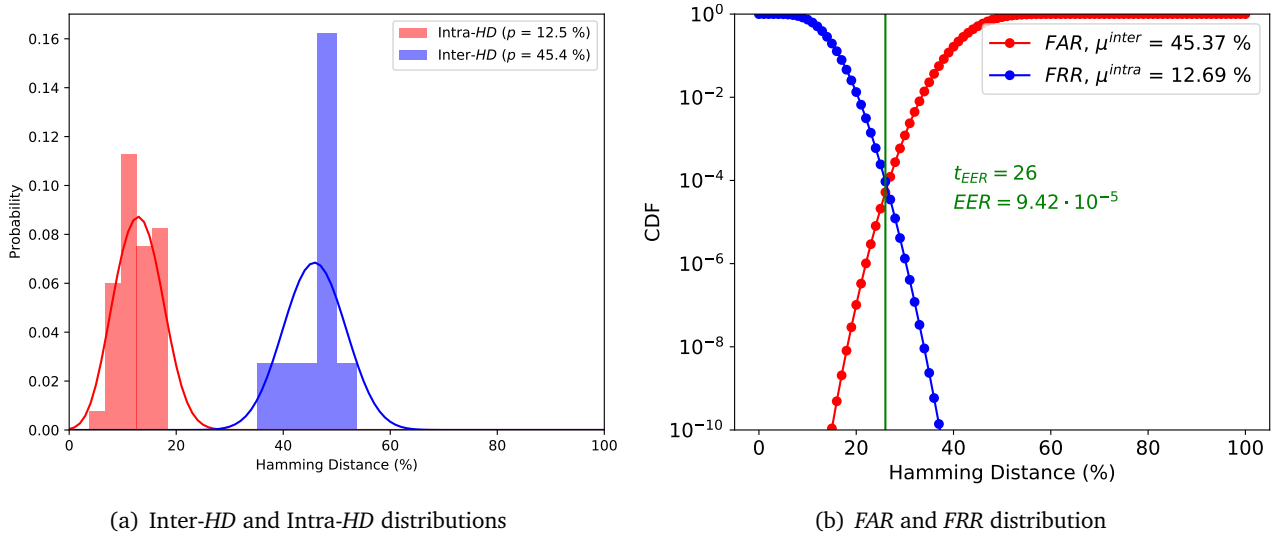 Intra-HD (p = 12.5 %)
Inter-HD (p = 45.4 %)
Probability
0.16
0.14
0.12
0.10
0.08
0.06
0.04
0.02
0.00
0 20 40 60 80 100
Hamming Distance (%)
(a) Inter-HD and Intra-HD distributions
FAR, μ^inter = 45.37 %
FRR, μ^intra = 12.69 %
t_EER = 26
EER = 9.42 · 10^−5
CDF
10^0
10^−2
10^−4
10^−6
10^−8
10^−10
0 20 40 60 80 100
Hamming Distance (%)
(b) FAR and FRR distribution